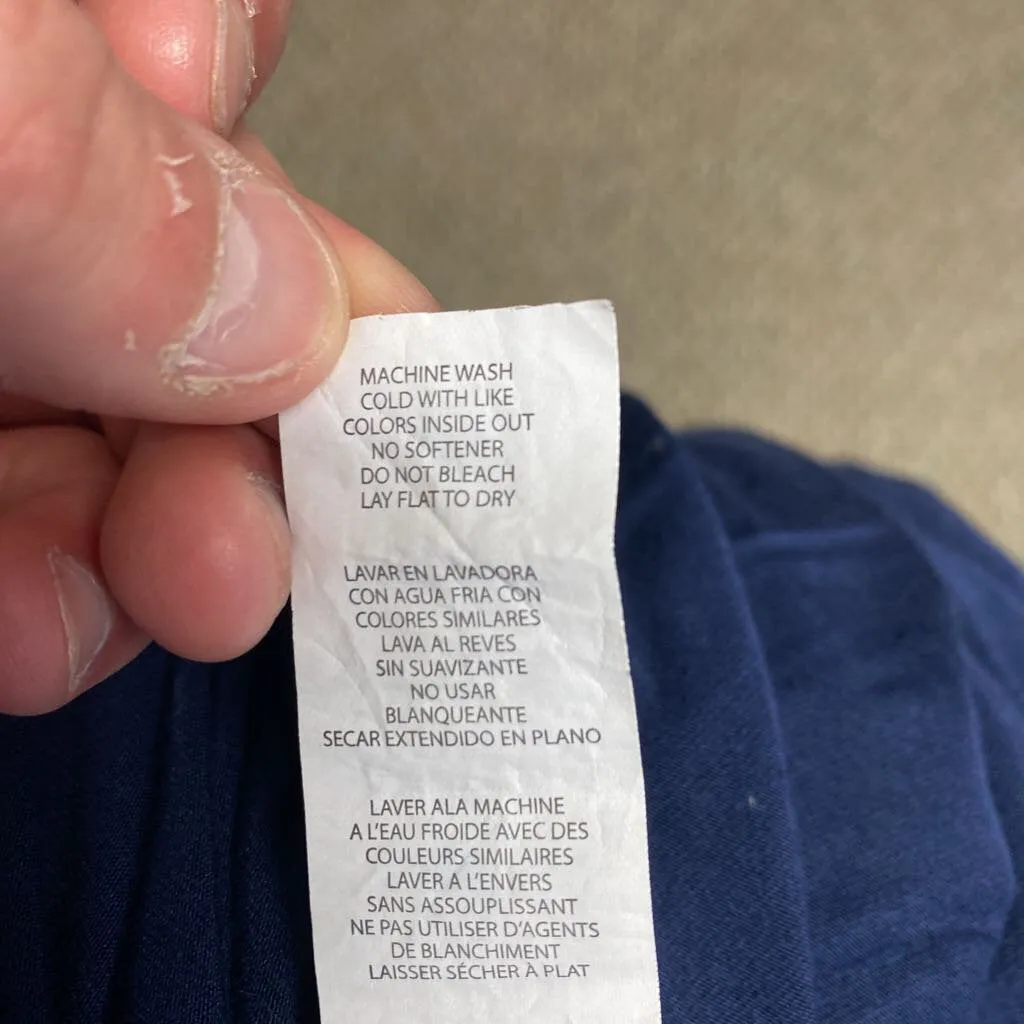 MACHINE WASH
COLD WITH LIKE
COLORS INSIDE OUT
NO SOFTENER
DO NOT BLEACH
LAY FLAT TO DRY
LAVAR EN LAVADORA
CON AGUA FRIA CON
COLORES SIMILARES
LAVA AL REVES
SIN SUAVIZANTE
NO USAR
BLANQUEANTE
SECAR EXTENDIDO EN PLANO
LAVER ALA MACHINE
A L'EAU FROIDE AVEC DES
COULEURS SIMILAIRES
LAVER A L'ENVERS
SANS ASSOUPLISSANT
NE PAS UTILISER D'AGENTS
DE BLANCHIMENT
LAISSER SÉCHER À PLAT